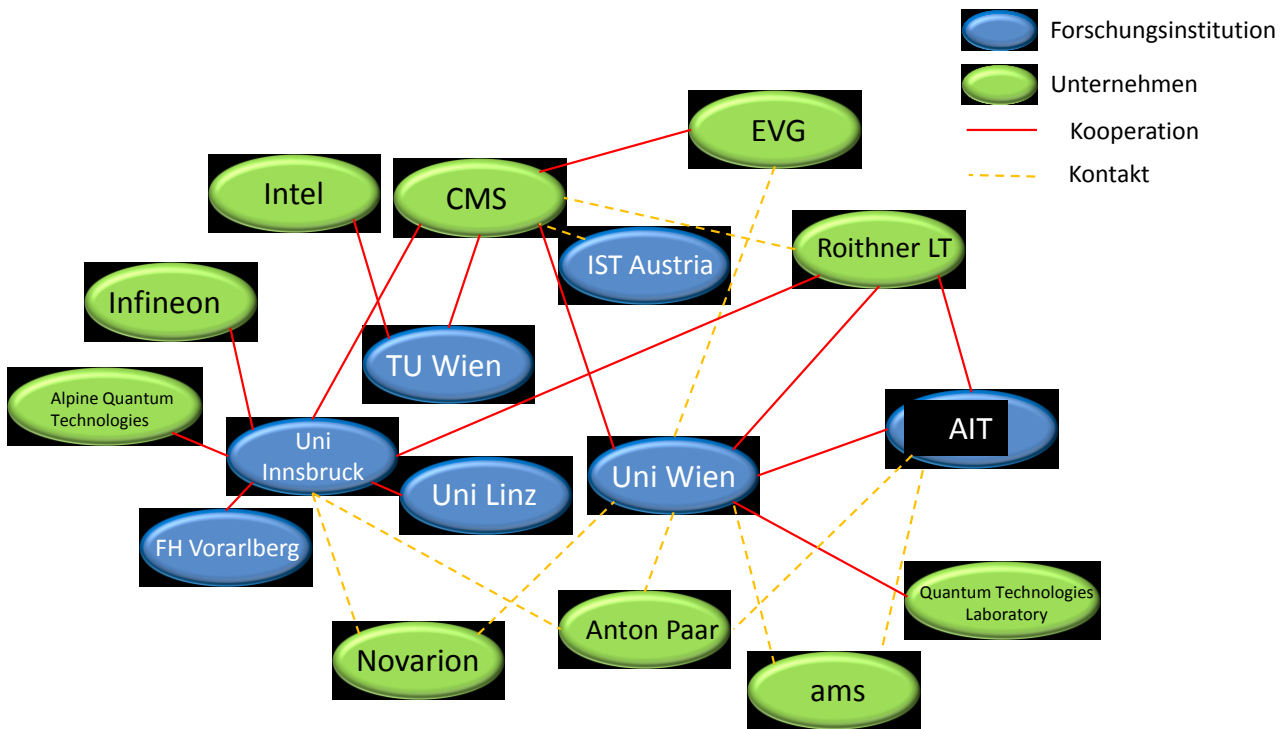 Forschungsinstitution
Unternehmen
Kooperation
Kontakt
EVG
Intel
CMS
IST Austria
Roithner LT
Infineon
TU Wien
Alpine Quantum
Technologies
Uni
Innsbruck
Uni Linz
Uni Wien
AIT
FH Vorarlberg
Quantum Technologies
Laboratory
Novarion
Anton Paar
ams